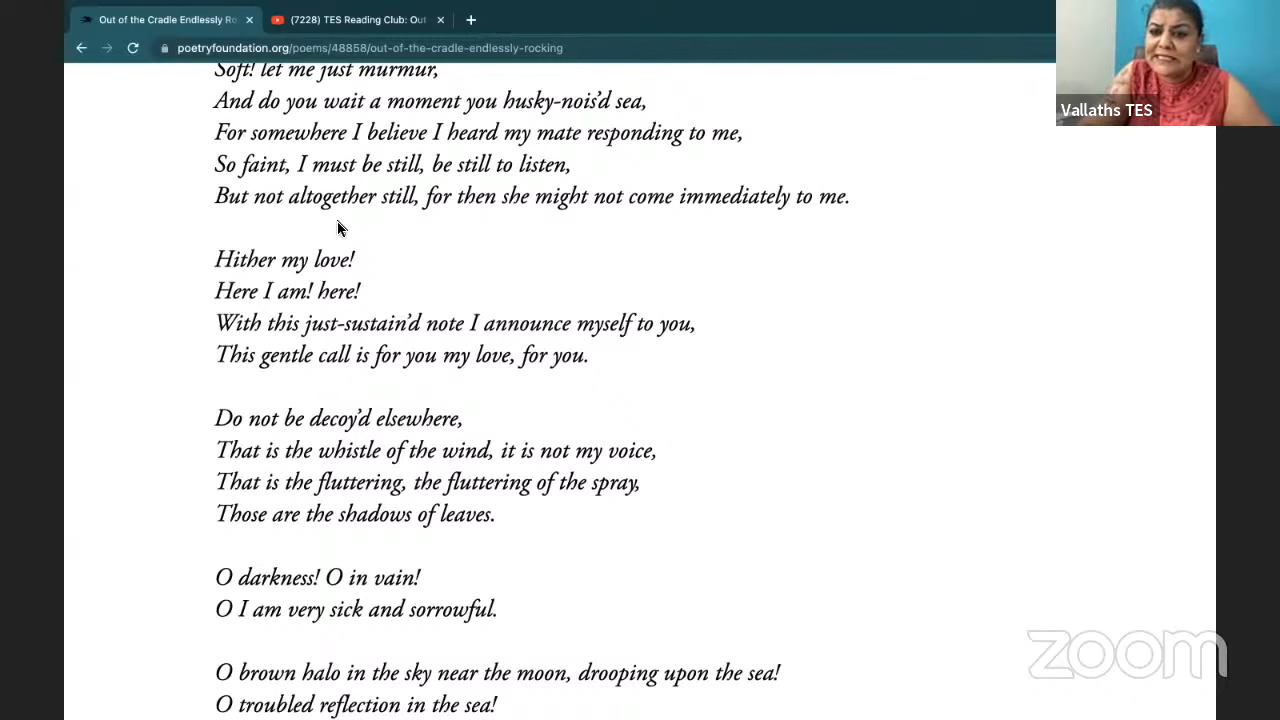 Out of the Cradle Endlessly Ro
(7228) TES Reading Club: Out
poetryfoundation.org/poems/48858/out-of-the-cradle-endlessly-rocking
Soft! let me just murmur,
And do you wait a moment you husky-nois'd sea,
For somewhere I believe I heard my mate responding to me,
So faint, I must be still, be still to listen,
But not altogether still, for then she might not come immediately to me.
Hither my love!
Here I am! here!
With this just-sustain'd note I announce myself to you,
This gentle call is for you my love, for you.
Do not be decoy'd elsewhere,
That is the whistle of the wind, it is not my voice,
That is the fluttering, the fluttering of the spray,
Those are the shadows of leaves.
O darkness! O in vain!
O I am very sick and sorrowful.
O brown halo in the sky near the moon, drooping upon the sea!
O troubled reflection in the sea!
Vallaths TES
zoom